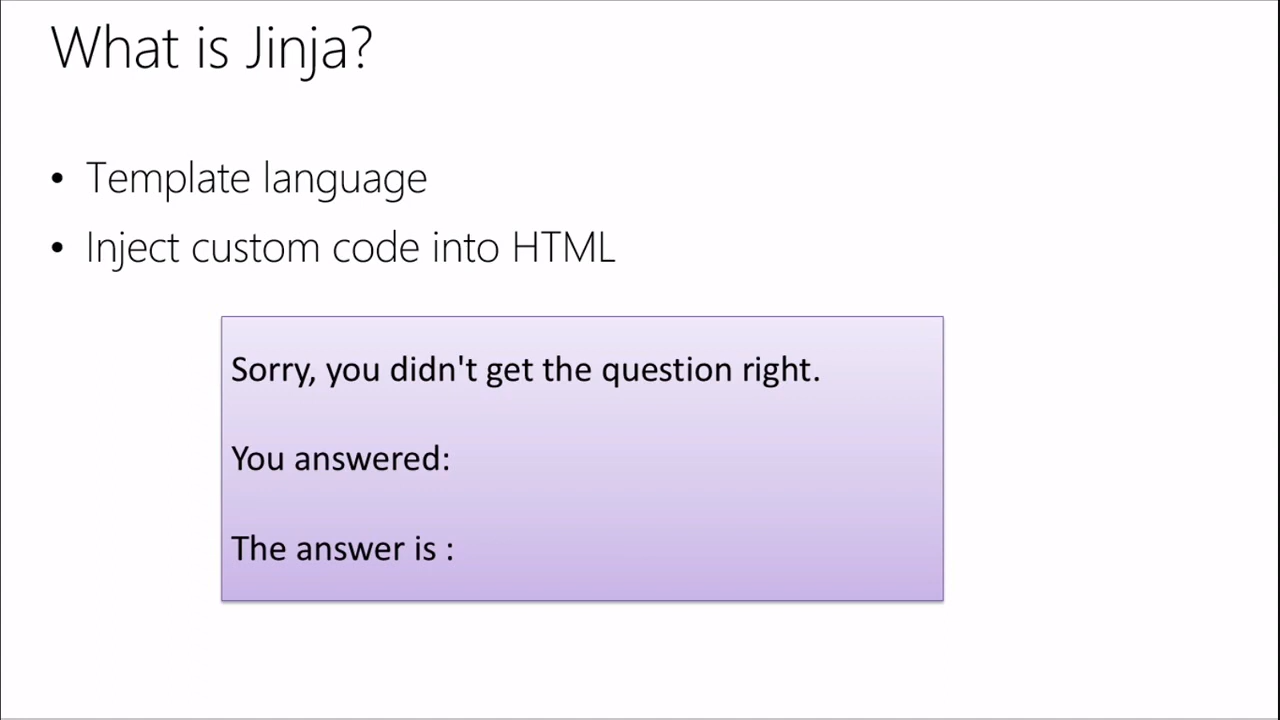 What is Jinja?
• Template language
• Inject custom code into HTML
Sorry, you didn't get the question right.
You answered:
The answer is :